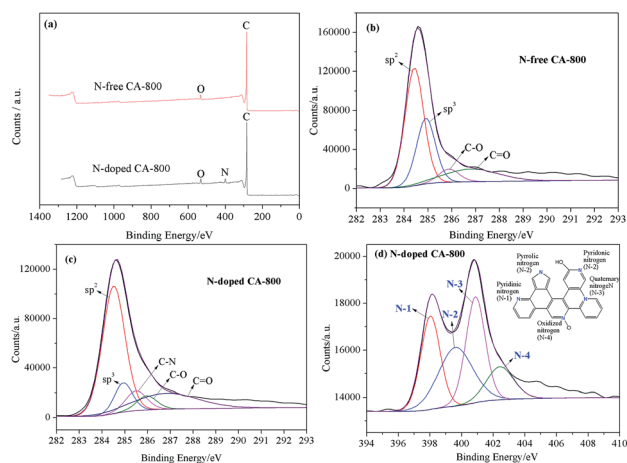 (a)
C
N-free CA-800
O
C
N-doped CA-800
O
N
Counts / a.u.
1400 1200 1000 800 600 400 200 0
Binding Energy/eV
(b)
N-free CA-800
sp2
sp3
C-O
C=O
Counts/a.u.
160000
120000
80000
40000
0
282 283 284 285 286 287 288 289 290 291 292 293
Binding Energy/eV
(c)
N-doped CA-800
sp2
sp3
C-N
C-O
C=O
Counts/a.u.
120000
80000
40000
0
282 283 284 285 286 287 288 289 290 291 292 293
Binding Energy/eV
(d) N-doped CA-800
N-1
N-2
N-3
N-4
Pyrrolic
nitrogen
(N-2)
Pyridonic
nitrogen
(N-2)
HO
N
N
Pyridinic
nitrogen
(N-1)
Quaternary
nitrogeN
(N-3)
N
N
N
O
Oxidized
nitrogen
(N-4)
Counts/a.u.
20000
18000
16000
14000
394 396 398 400 402 404 406 408 410
Binding Energy/eV